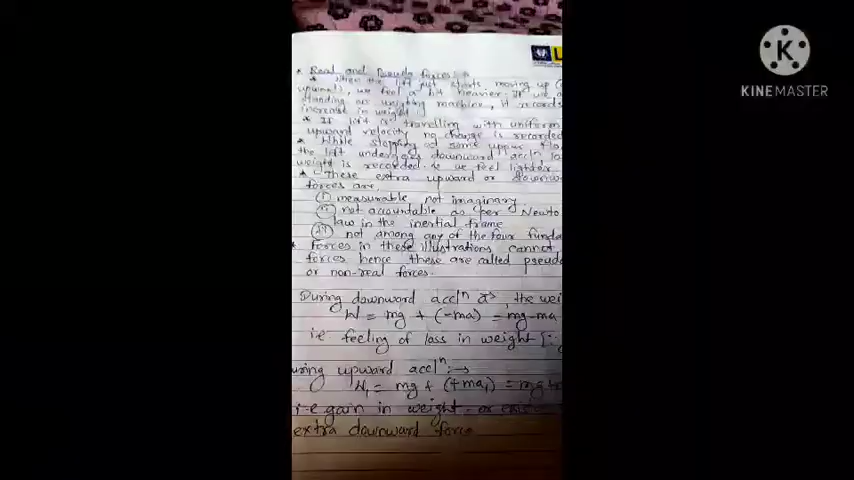 KINEMASTER
* Real and Pseudo forces :→
* When the lift just starts moving up (
upward), we feel a bit heavier. If we a
standing on weighing machine, it records
increase in weight
* If lift is travelling with uniform
upward velocity no change is recorded
* While stopping at some upper flo
the lift undergoes downward accln, lo
weight is recorded & we feel lighter
* These extra upward or downw
forces are,
(i) measurable not imaginary
(ii) not accountable as per Newto
law in the inertial frame
(iii) not among any of the four funda
* Forces in these illustrations cannot
forces hence these are called pseudo
or non-real forces.
During downward accln a, the wei
W = mg + (-ma) = mg-ma
i.e feeling of loss in weight [∵
uring upward accln :→
W₁ = mg + (+ma₁) = mg +
i-e gain in weight or
extra downward force